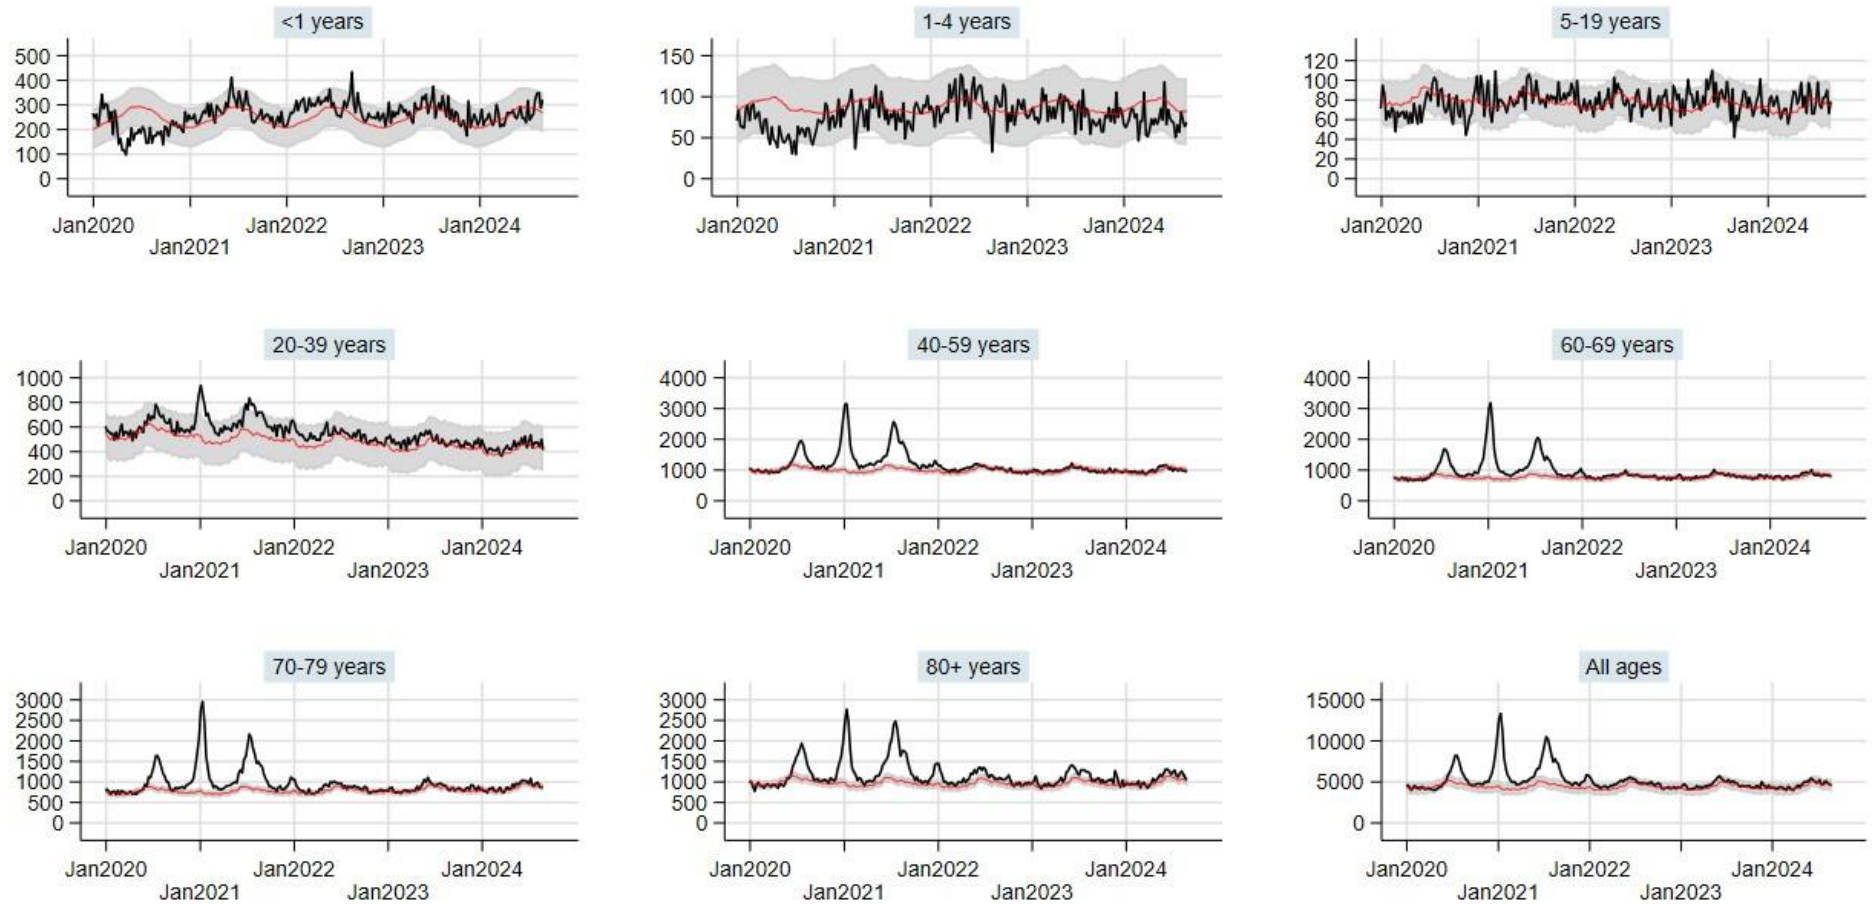 <1 years
1-4 years
5-19 years
500
400
300
200
100
0
150
100
50
0
120
100
80
60
40
20
0
Jan2020 Jan2022 Jan2024
Jan2021 Jan2023
Jan2020 Jan2022 Jan2024
Jan2021 Jan2023
Jan2020 Jan2022 Jan2024
Jan2021 Jan2023
20-39 years
40-59 years
60-69 years
1000
800
600
400
200
0
4000
3000
2000
1000
0
4000
3000
2000
1000
0
Jan2020 Jan2022 Jan2024
Jan2021 Jan2023
Jan2020 Jan2022 Jan2024
Jan2021 Jan2023
Jan2020 Jan2022 Jan2024
Jan2021 Jan2023
70-79 years
80+ years
All ages
3000
2500
2000
1500
1000
500
0
3000
2500
2000
1500
1000
500
0
15000
10000
5000
0
Jan2020 Jan2022 Jan2024
Jan2021 Jan2023
Jan2020 Jan2022 Jan2024
Jan2021 Jan2023
Jan2020 Jan2022 Jan2024
Jan2021 Jan2023